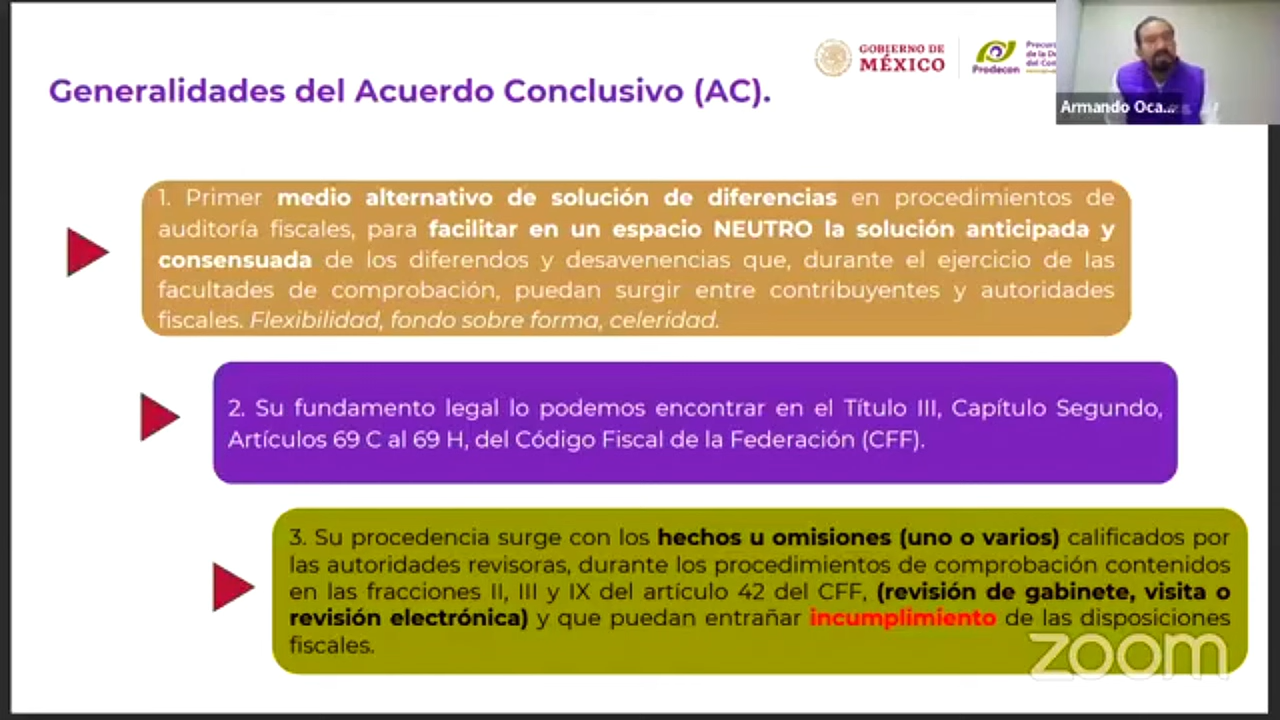 GOBIERNO DE
MÉXICO
Prodecon
Generalidades del Acuerdo Conclusivo (AC).
Armando Oca...
1. Primer medio alternativo de solución de diferencias en procedimientos de
auditoría fiscales, para facilitar en un espacio NEUTRO la solución anticipada y
consensuada de los diferendos y desavenencias que, durante el ejercicio de las
facultades de comprobación, puedan surgir entre contribuyentes y autoridades
fiscales. Flexibilidad, fondo sobre forma, celeridad.
2. Su fundamento legal lo podemos encontrar en el Título III, Capítulo Segundo,
Artículos 69 C al 69 H, del Código Fiscal de la Federación (CFF).
3. Su procedencia surge con los hechos u omisiones (uno o varios) calificados por
las autoridades revisoras, durante los procedimientos de comprobación contenidos
en las fracciones II, III y IX del artículo 42 del CFF, (revisión de gabinete, visita o
revisión electrónica) y que puedan entrañar incumplimiento de las disposiciones
fiscales.
zoom